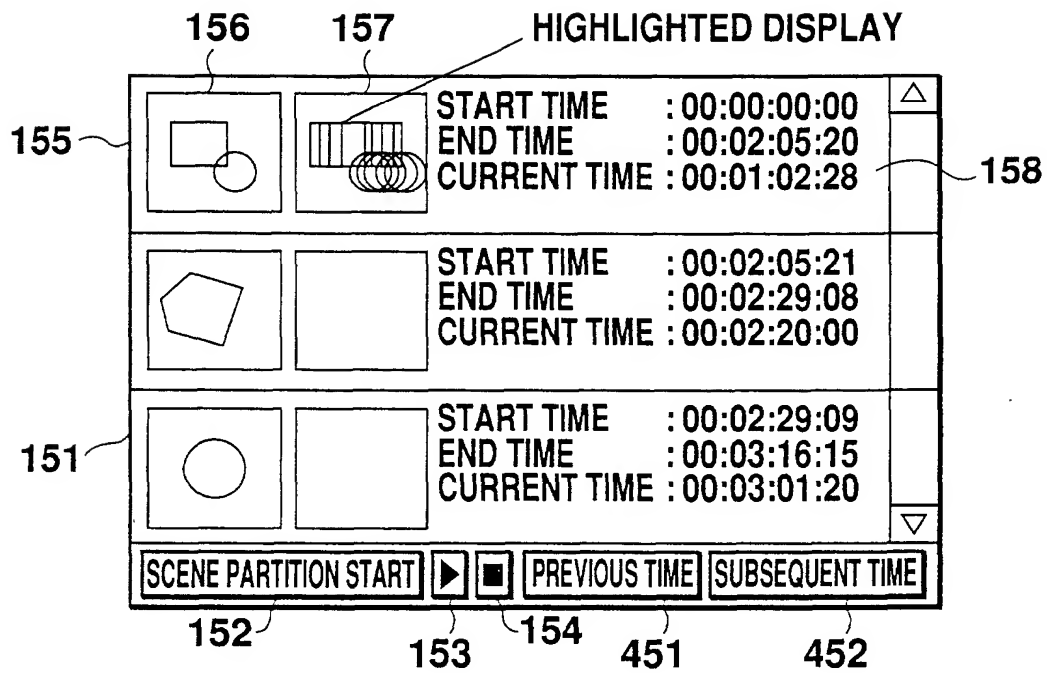 156 157 HIGHLIGHTED DISPLAY
155
START TIME : 00:00:00:00
END TIME : 00:02:05:20
CURRENT TIME : 00:01:02:28
158
START TIME : 00:02:05:21
END TIME : 00:02:29:08
CURRENT TIME : 00:02:20:00
151
START TIME : 00:02:29:09
END TIME : 00:03:16:15
CURRENT TIME : 00:03:01:20
SCENE PARTITION START PREVIOUS TIME SUBSEQUENT TIME
152 153 154 451 452